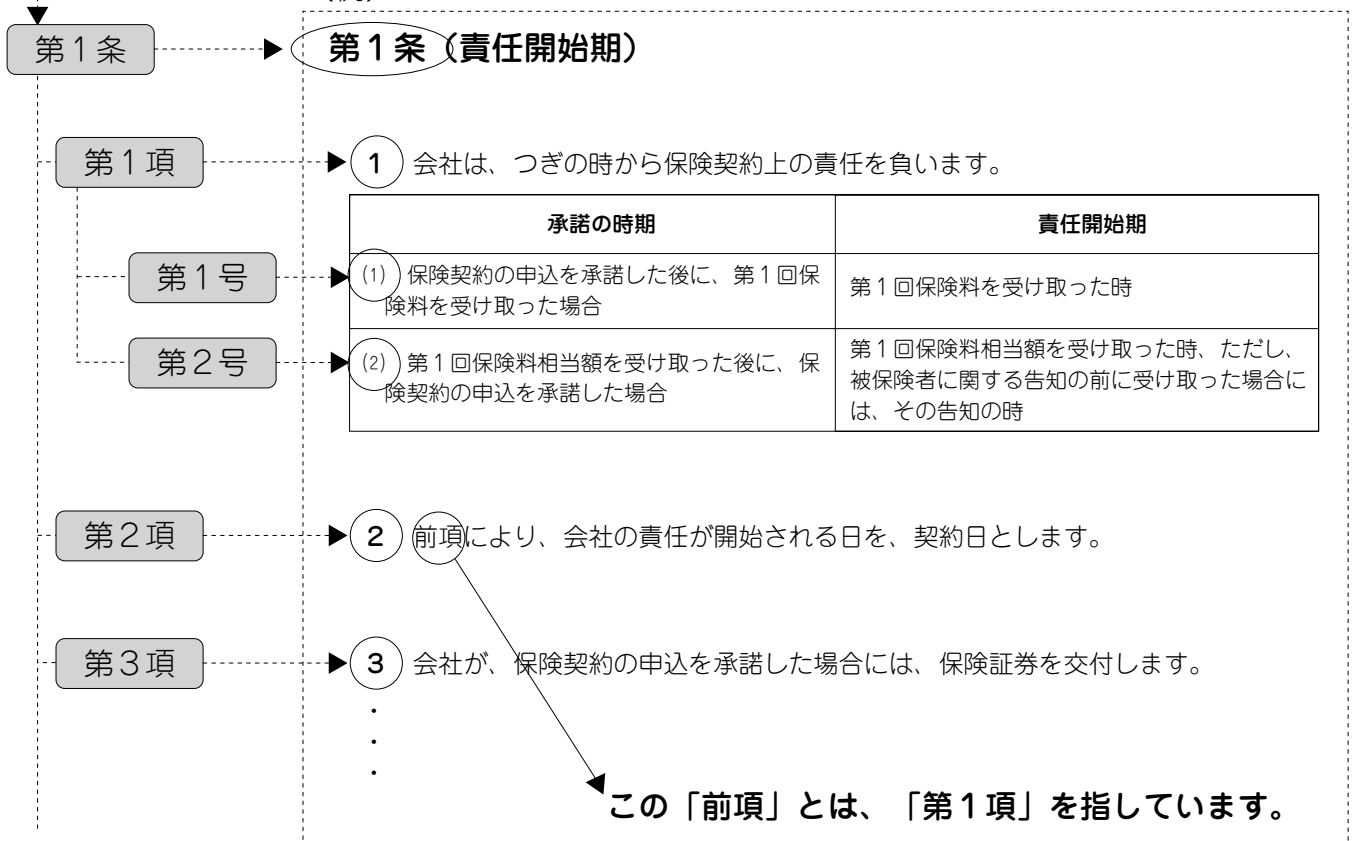 第1条
第1条（責任開始期）
第1項
1 会社は、つぎの時から保険契約上の責任を負います。
承諾の時期
責任開始期
第1号
(1) 保険契約の申込を承諾した後に、第1回保
険料を受け取った場合
第1回保険料を受け取った時
第2号
(2) 第1回保険料相当額を受け取った後に、保
険契約の申込を承諾した場合
第1回保険料相当額を受け取った時、ただし、
被保険者に関する告知の前に受け取った場合に
は、その告知の時
第2項
2 前項により、会社の責任が開始される日を、契約日とします。
第3項
3 会社が、保険契約の申込を承諾した場合には、保険証券を交付します。
・
・
・
この「前項」とは、「第1項」を指しています。